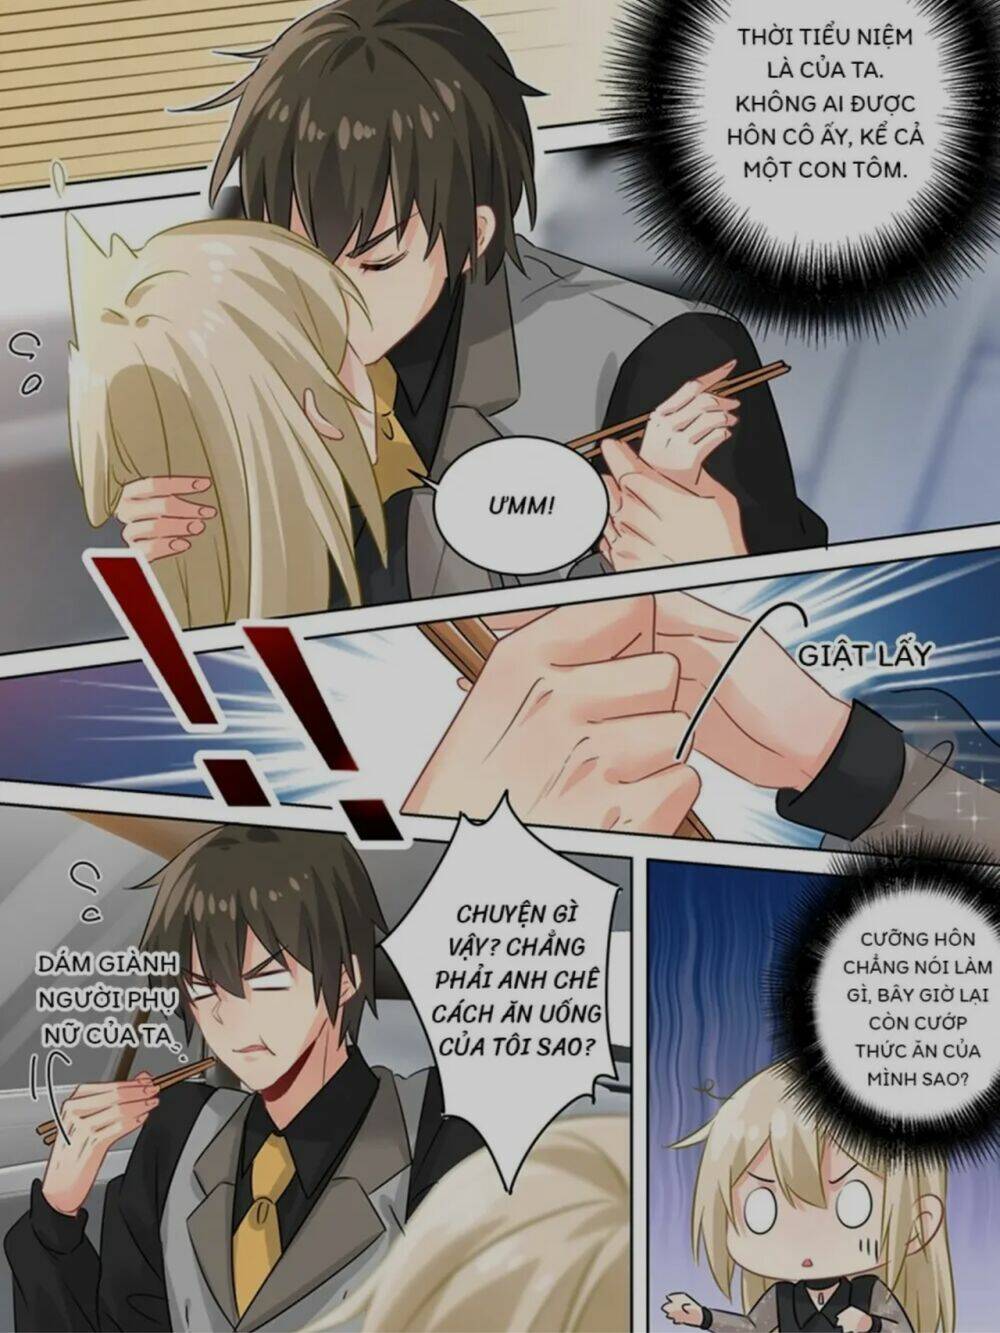 THỜI TIỂU NIỆM
LÀ CỦA TA.
KHÔNG AI ĐƯỢC
HÔN CÔ ẤY, KỂ CẢ
MỘT CON TÔM.
ƯMM!
GIẬT LẤY
DÁM GIÀNH
NGƯỜI PHỤ
NỮ CỦA TA
CHUYỆN GÌ
VẬY? CHẲNG
PHẢI ANH CHÊ
CÁCH ĂN UỐNG
CỦA TÔI SAO?
CƯỠNG HÔN
CHẲNG NÓI LÀM
GÌ, BÂY GIỜ LẠI
CÒN CƯỚP
THỨC ĂN CỦA
MÌNH SAO?